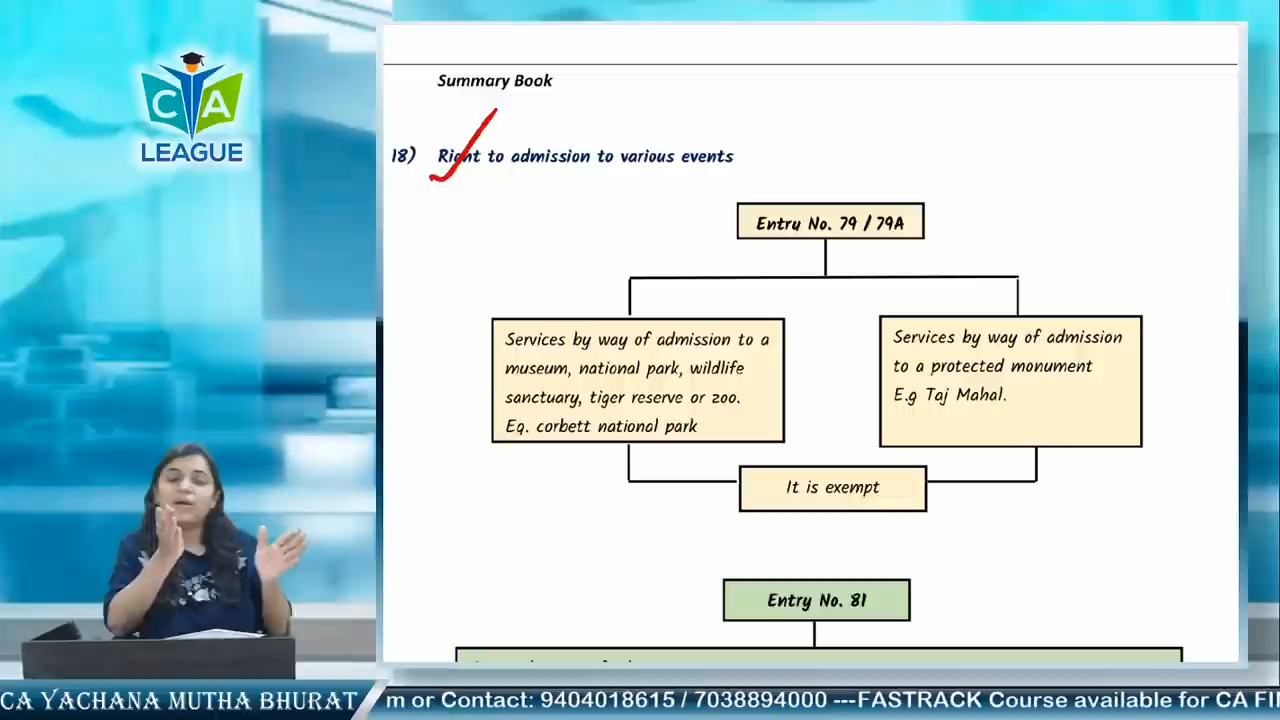 CA
LEAGUE
Summary Book
18) Right to admission to various events
Entry No. 79 / 79A
Services by way of admission to a
museum, national park, wildlife
sanctuary, tiger reserve or zoo.
Eg. corbett national park
Services by way of admission
to a protected monument
E.g Taj Mahal.
It is exempt
Entry No. 81
CA YACHANA MUTHA BHURAT
m or Contact: 9404018615 / 7038894000 ---FASTRACK Course available for CA FI